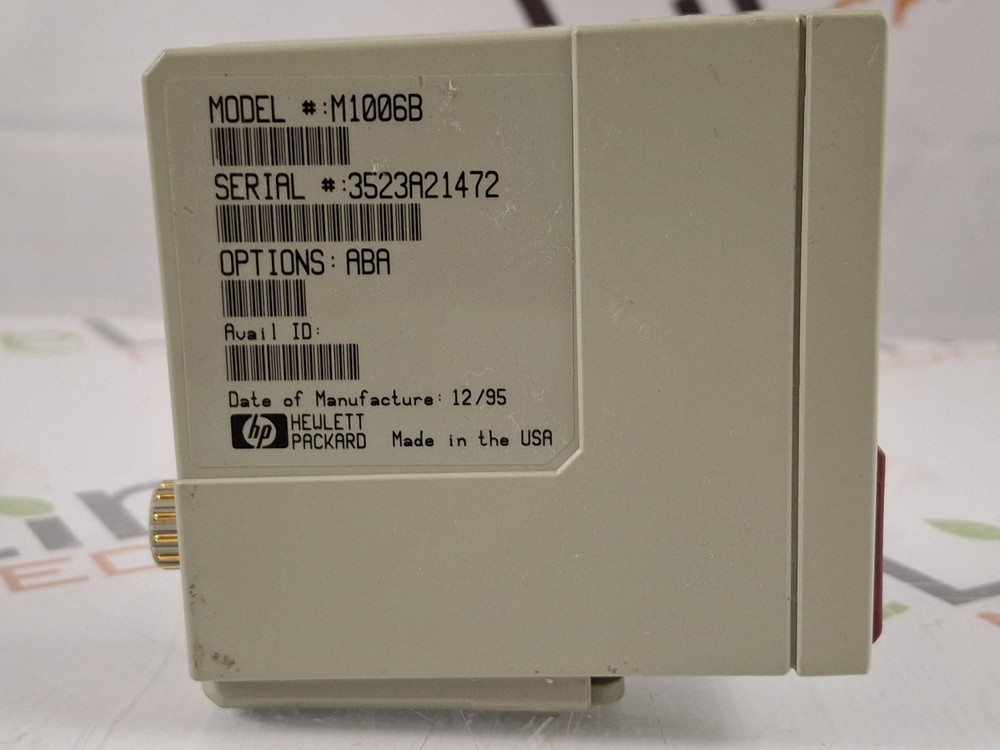 MODEL #:M1006B
SERIAL #:3523A21472
OPTIONS: ABA
Avail ID:
Date of Manufacture: 12/95
hp HEWLETT
PACKARD Made in the USA